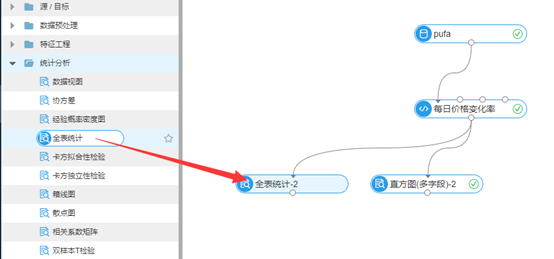 源 / 目标
数据预处理
特征工程
统计分析
数据视图
协方差
经验概率密度图
全表统计
卡方拟合性检验
卡方独立性检验
箱线图
散点图
相关系数矩阵
双样本T检验
pufa
每日价格变化率
全表统计-2
直方图(多字段)-2